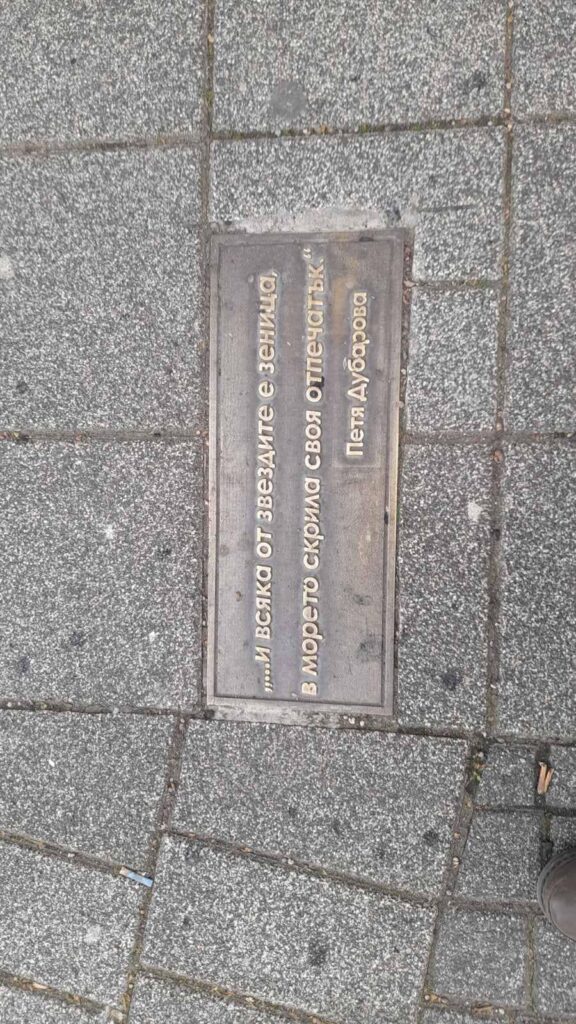 „...И ВСЯКА ОТ ЗВЕЗДИТЕ Е ЗЕНИЦА,
В МОРЕТО СКРИЛА СВОЯ ОТПЕЧАТЪК.“
ПЕТЯ ДУБАРОВА